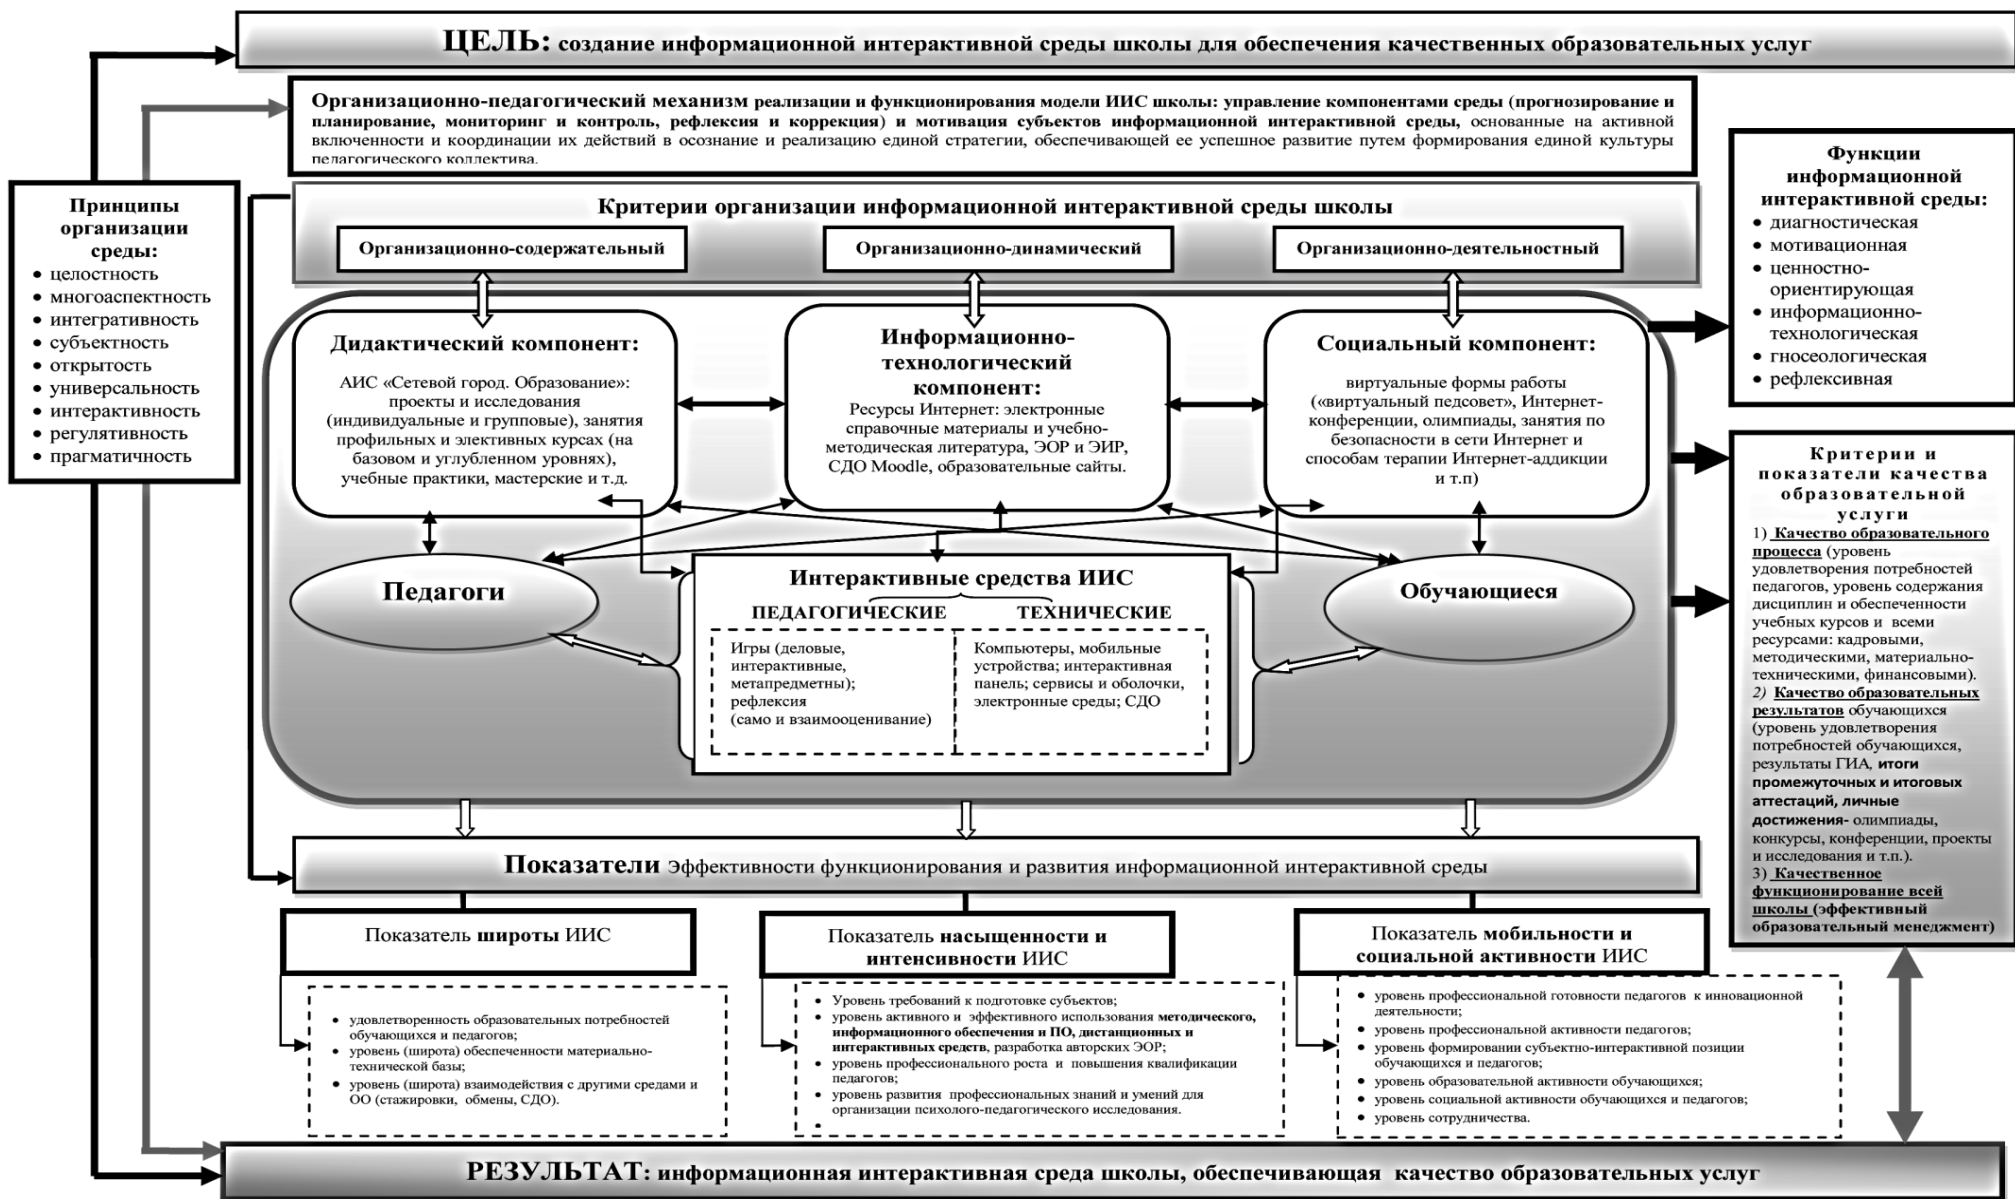 ЦЕЛЬ: создание информационной интерактивной среды школы для обеспечения качественных образовательных услуг
Организационно-педагогический механизм реализации и функционирования модели ИИС школы: управление компонентами среды (прогнозирование и
планирование, мониторинг и контроль, рефлексия и коррекция) и мотивация субъектов информационной интерактивной среды, основанные на активной
включенности и координации их действий в осознание и реализацию единой стратегии, обеспечивающей ее успешное развитие путем формирования единой культуры
педагогического коллектива.
Принципы
организации
среды:
• целостность
• многоаспектность
• интегративность
• субъектность
• открытость
• универсальность
• интерактивность
• регулятивность
• прагматичность
Критерии организации информационной интерактивной среды школы
Организационно-содержательный
Организационно-динамический
Организационно-деятельностный
Функции
информационной
интерактивной среды:
• диагностическая
• мотивационная
• ценностно-
ориентирующая
• информационно-
технологическая
• гносеологическая
• рефлексивная
Дидактический компонент:
АИС «Сетевой город. Образование»:
проекты и исследования
(индивидуальные и групповые), занятия
профильных и элективных курсах (на
базовом и углубленном уровнях),
учебные практики, мастерские и т.д.
Информационно-
технологический
компонент:
Ресурсы Интернет: электронные
справочные материалы и учебно-
методическая литература, ЭОР и ЭИР,
СДО Moodle, образовательные сайты.
Социальный компонент:
виртуальные формы работы
(«виртуальный педсовет», Интернет-
конференции, олимпиады, занятия по
безопасности в сети Интернет и
способам терапии Интернет-аддикции
и т.п)
Педагоги
Интерактивные средства ИИС
ПЕДАГОГИЧЕСКИЕ
ТЕХНИЧЕСКИЕ
Игры (деловые,
интерактивные,
метапредметны);
рефлексия
(само и взаимооценивание)
Компьютеры, мобильные
устройства; интерактивная
панель; сервисы и оболочки,
электронные среды; СДО
Обучающиеся
Критерии и
показатели качества
образовательной
услуги
1) Качество образовательного
процесса (уровень
удовлетворения потребностей
педагогов, уровень содержания
дисциплин и обеспеченности
учебных курсов и всеми
ресурсами: кадровыми,
методическими, материально-
техническими, финансовыми).
2) Качество образовательных
результатов обучающихся
(уровень удовлетворения
потребностей обучающихся,
результаты ГИА, итоги
промежуточных и итоговых
аттестаций, личные
достижения- олимпиады,
конкурсы, конференции, проекты
и исследования и т.п.).
3) Качественное
функционирование всей
школы (эффективный
образовательный менеджмент)
Показатели Эффективности функционирования и развития информационной интерактивной среды
Показатель широты ИИС
• удовлетворенность образовательных потребностей
обучающихся и педагогов;
• уровень (широта) обеспеченности материально-
технической базы;
• уровень (широта) взаимодействия с другими средами и
ОО (стажировки, обмены, СДО).
Показатель насыщенности и
интенсивности ИИС
• Уровень требований к подготовке субъектов;
• уровень активного и эффективного использования методического,
информационного обеспечения и ПО, дистанционных и
интерактивных средств, разработка авторских ЭОР;
• уровень профессионального роста и повышения квалификации
педагогов;
• уровень развития профессиональных знаний и умений для
организации психолого-педагогического исследования.
•
Показатель мобильности и
социальной активности ИИС
• уровень профессиональной готовности педагогов к инновационной
деятельности;
• уровень профессиональной активности педагогов;
• уровень формировании субъектно-интерактивной позиции
обучающихся и педагогов;
• уровень образовательной активности обучающихся;
• уровень социальной активности обучающихся и педагогов;
• уровень сотрудничества.
РЕЗУЛЬТАТ: информационная интерактивная среда школы, обеспечивающая качество образовательных услуг